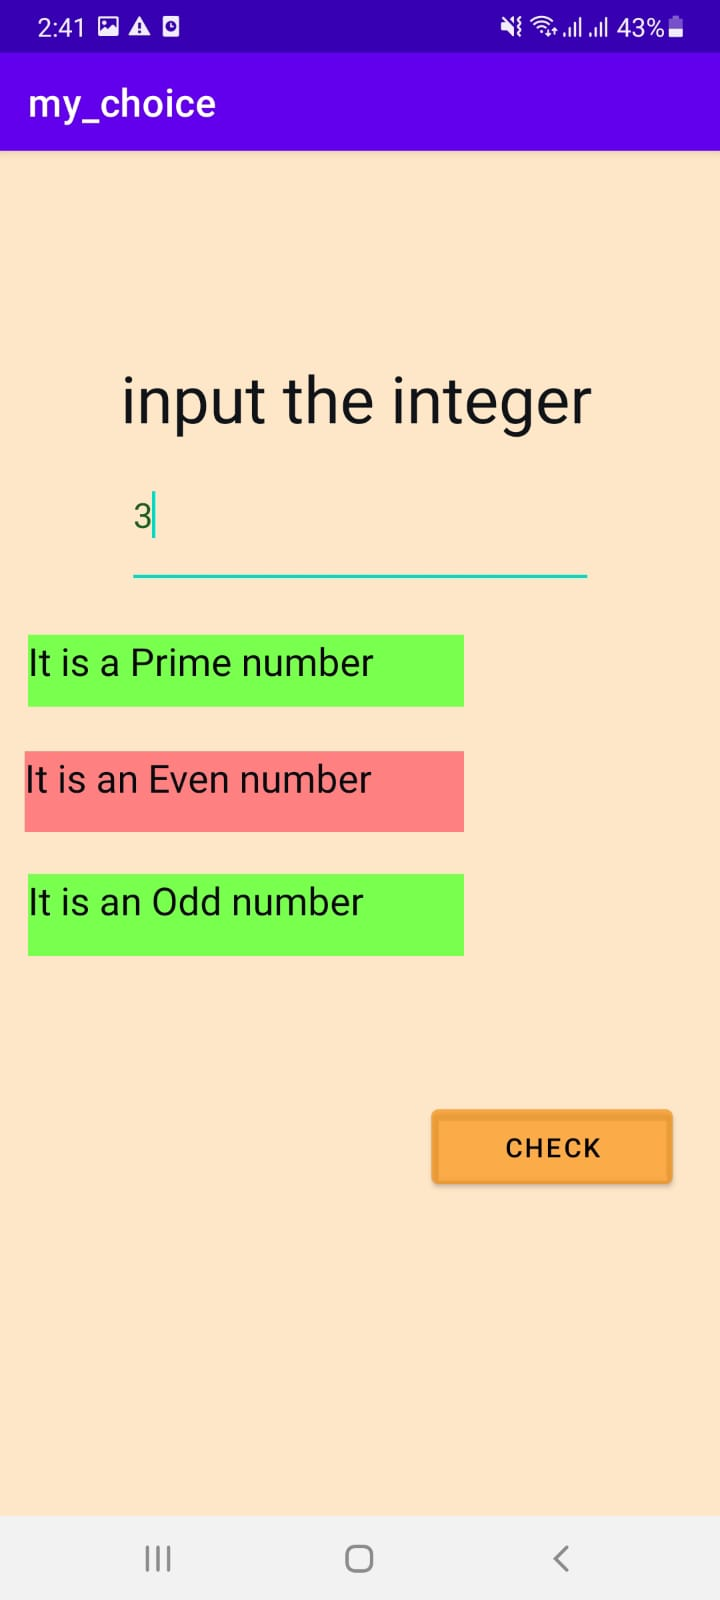 2:41 43%
my_choice
input the integer
3
It is a Prime number
It is an Even number
It is an Odd number
CHECK